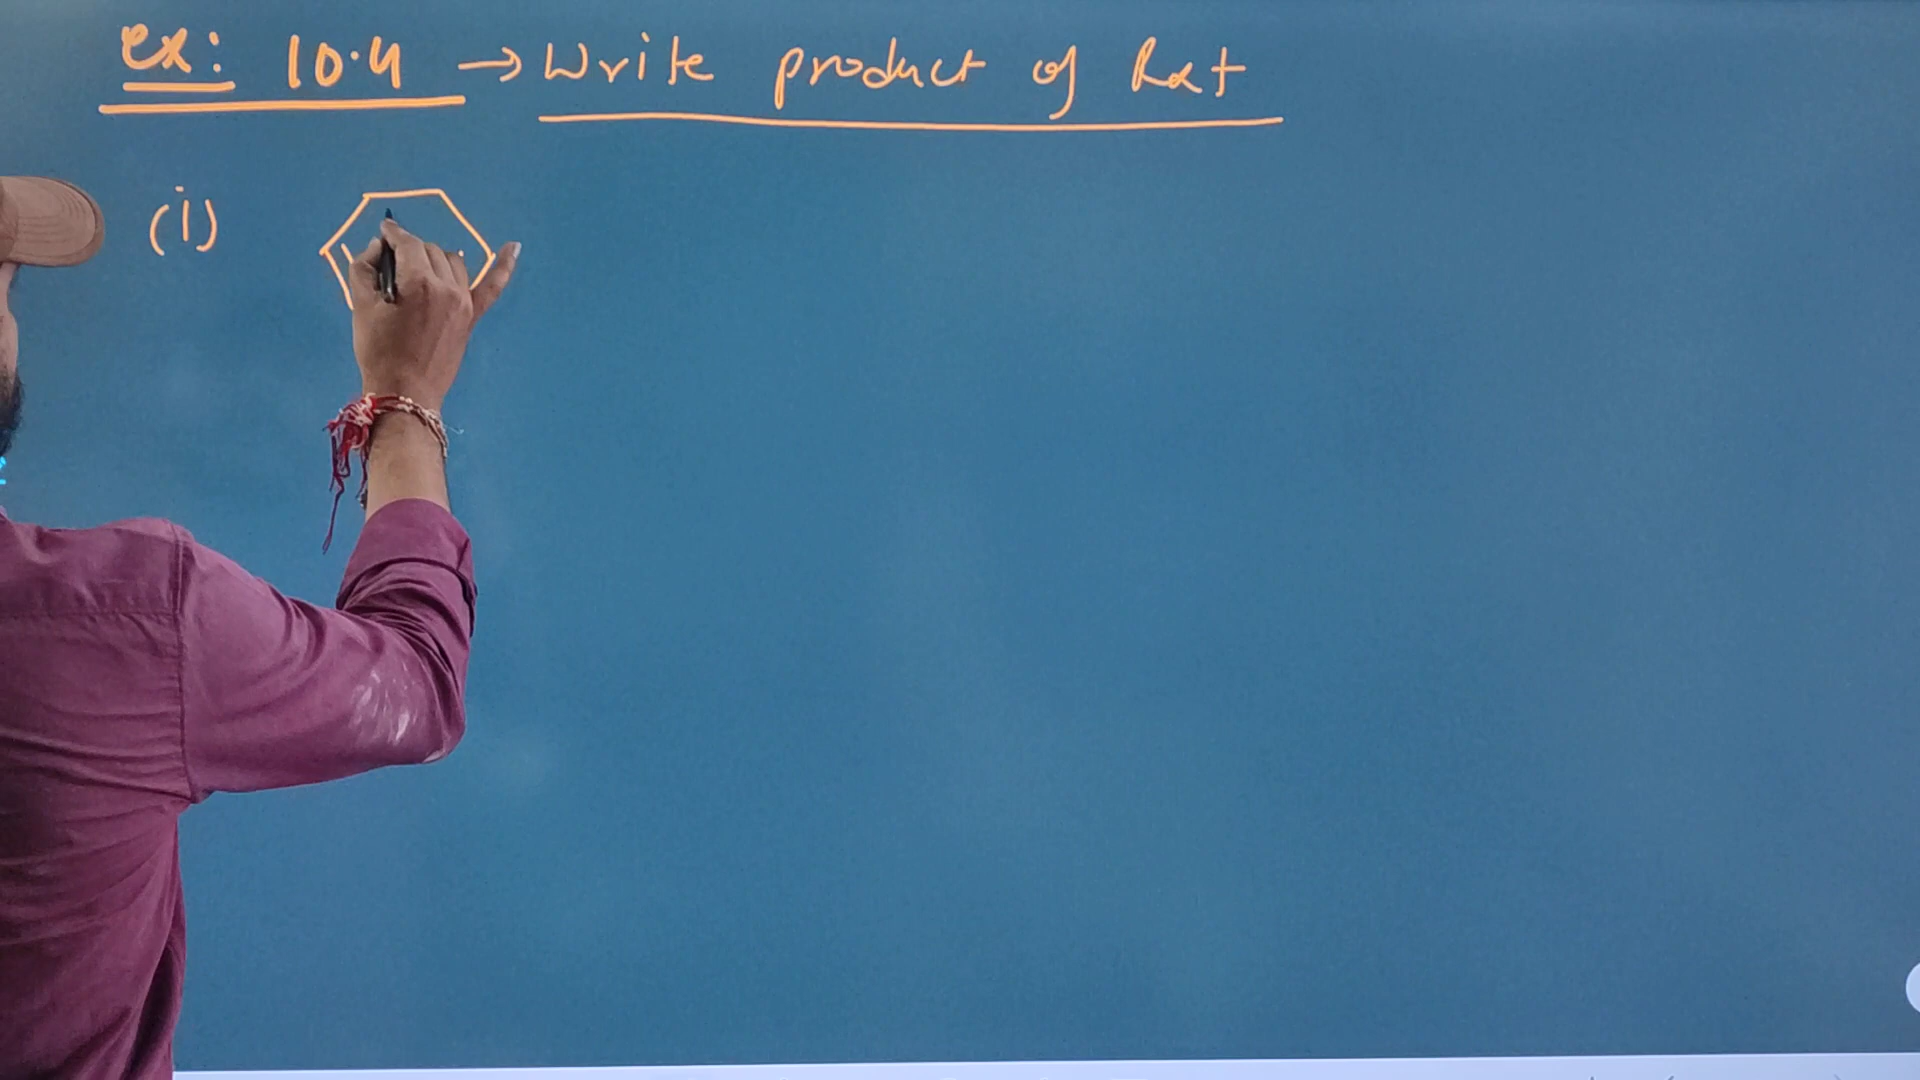 ex: 10.4 → Write product of Rxt
(i)